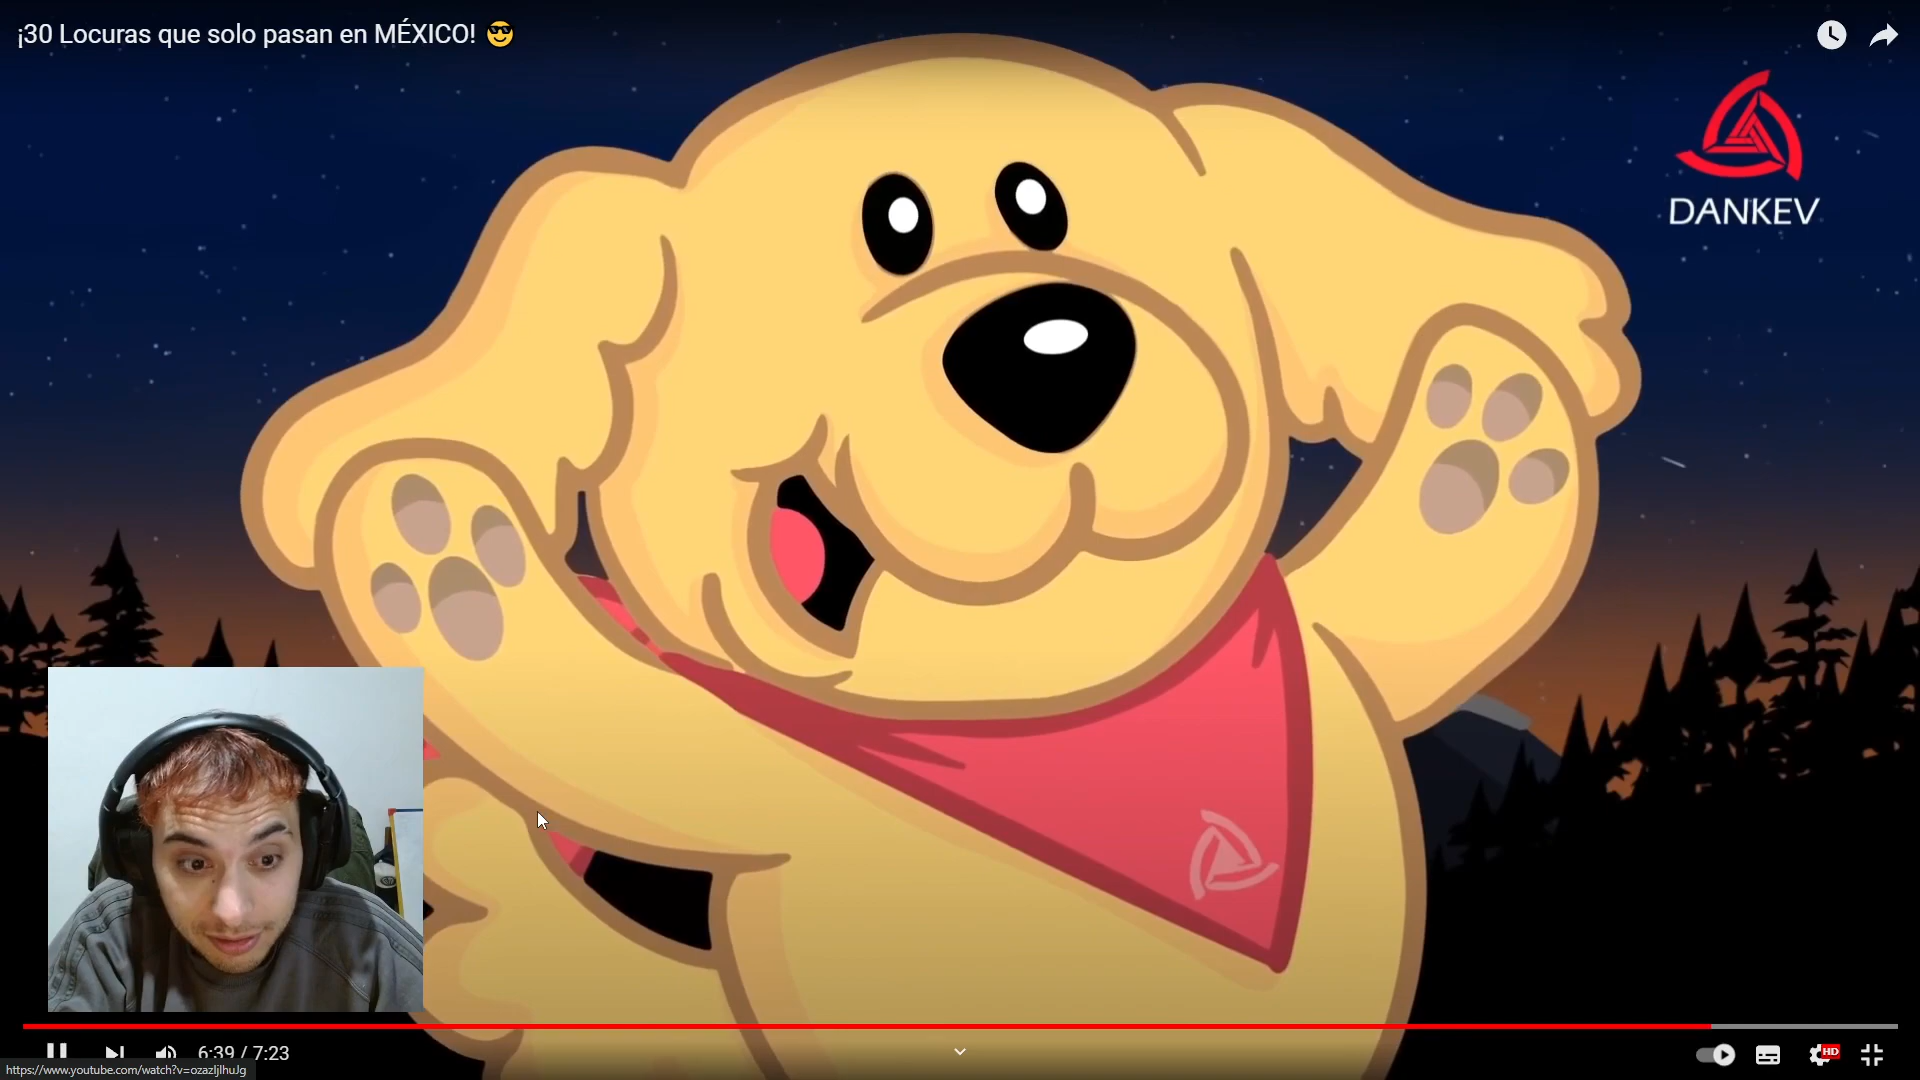 ¡30 Locuras que solo pasan en MÉXICO! 😎
DANKEV
6:39 / 7:23
HD
https://www.youtube.com/watch?v=ozazljlhuJg